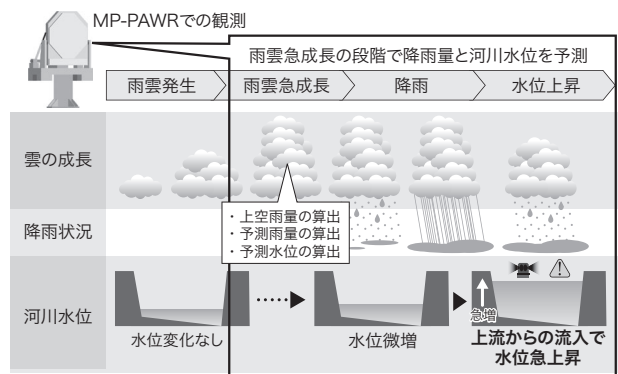 MP-PAWRでの観測
雨雲急成長の段階で降雨量と河川水位を予測
雨雲発生
雨雲急成長
降雨
水位上昇
雲の成長
・上空雨量の算出
・予測雨量の算出
・予測水位の算出
降雨状況
河川水位
急増
水位変化なし
水位微増
上流からの流入で
水位急上昇